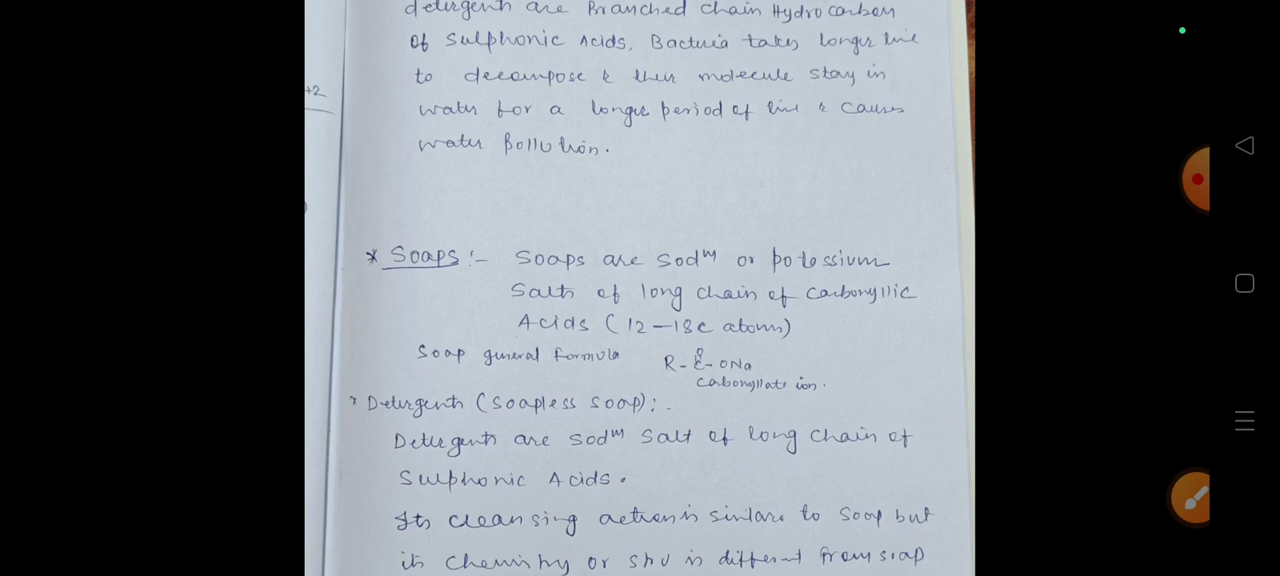 +2
detergents are Branched chain Hydrocarbon
of Sulphonic Acids, Bacteria takes longer time
to decompose & their molecule stay in
water for a longer period of time & causes
water Pollution.
* Soaps :- Soaps are Sodm or potassium
Salts of long chain of carboxyllic
Acids (12-18c atoms)
Soap general formula R-C-ONa
O
Carboxyllate ion.
* Detergents (Soapless soap):-
Detergents are Sodm Salt of long chain of
Sulphonic Acids.
Its cleansing action is similar to Soap but
its chemistry or str is different from soap